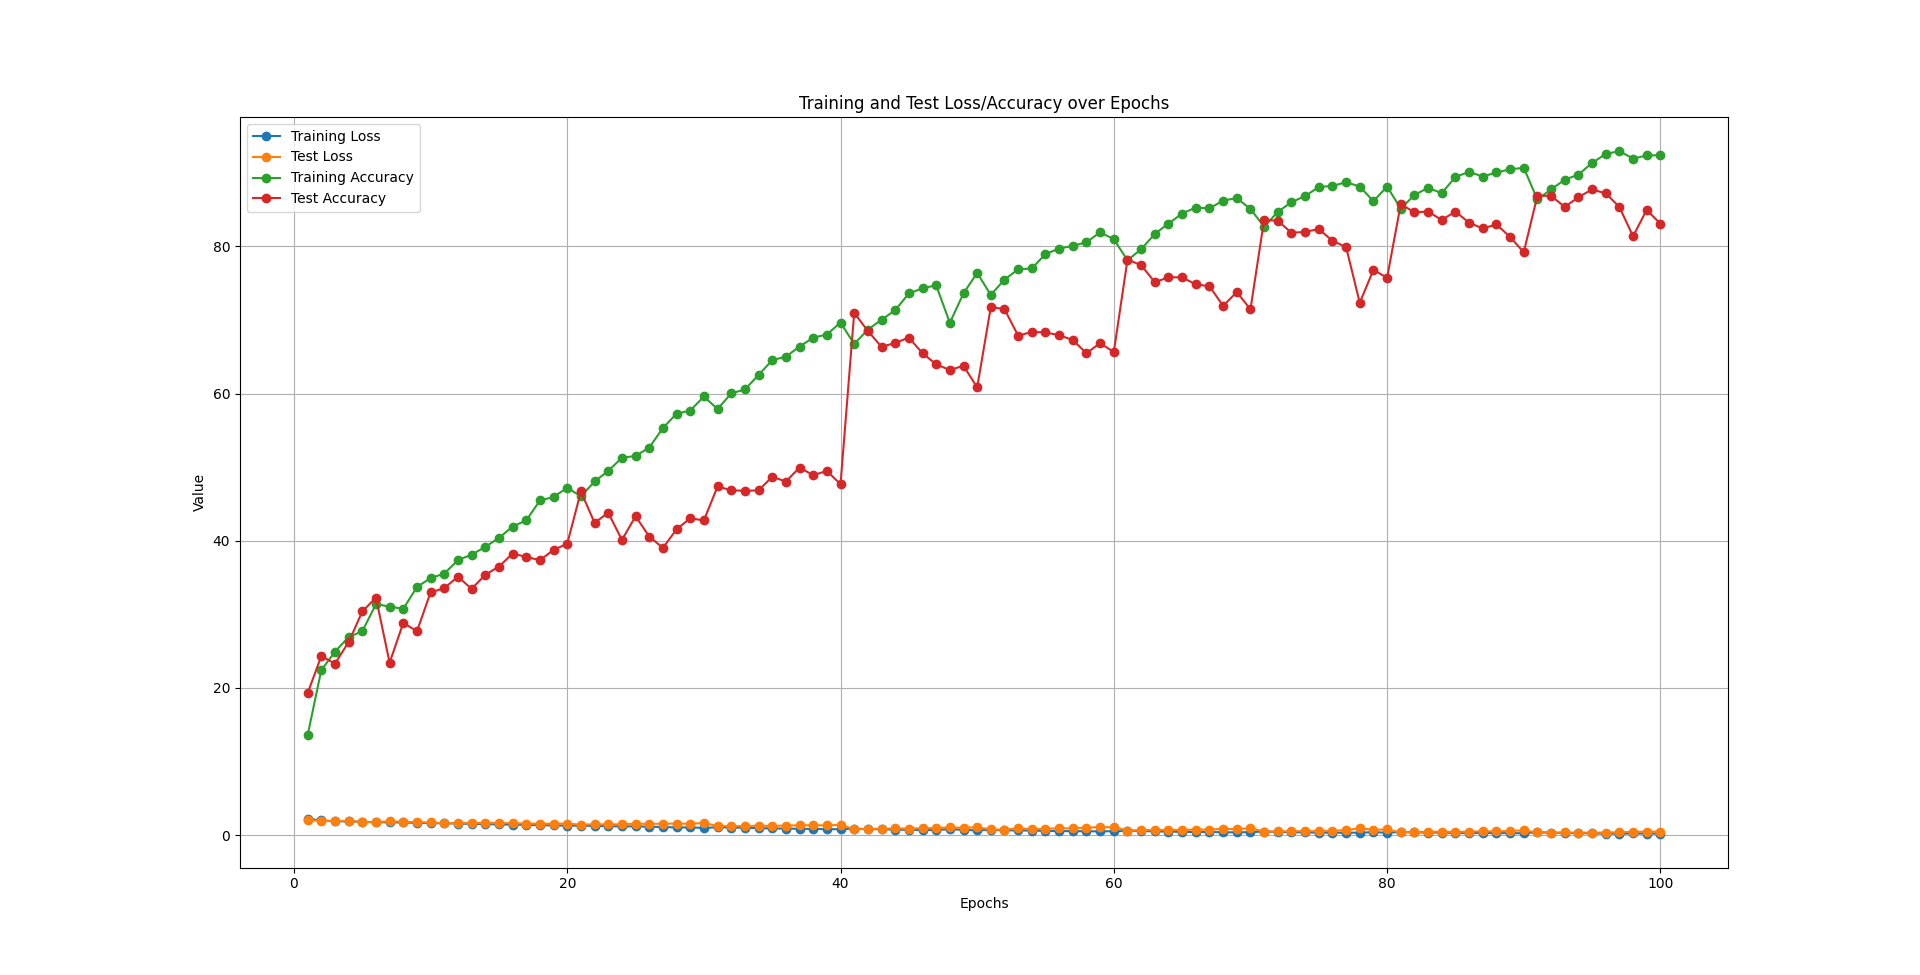 Training and Test Loss/Accuracy over Epochs
Training Loss
Test Loss
Training Accuracy
Test Accuracy
80
60
40
20
0
Value
0 20 40 60 80 100
Epochs